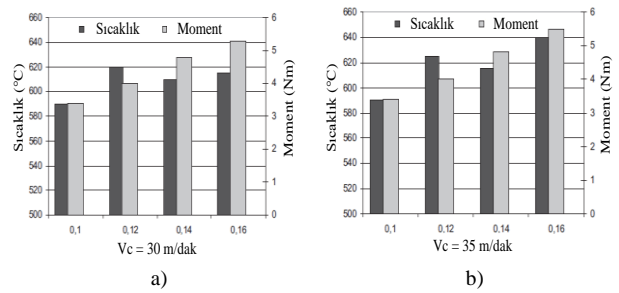 660
640
620
600
580
560
540
520
500
Sıcaklık (°C)
Sıcaklık Moment
6
5
4
3
2
1
0
Moment (Nm)
0,1 0,12 0,14 0,16
Vc = 30 m/dak
a)
660
640
620
600
580
560
540
520
500
Sıcaklık (°C)
Sıcaklık Moment
6
5
4
3
2
1
0
Moment (Nm)
0,1 0,12 0,14 0,16
Vc = 35 m/dak
b)